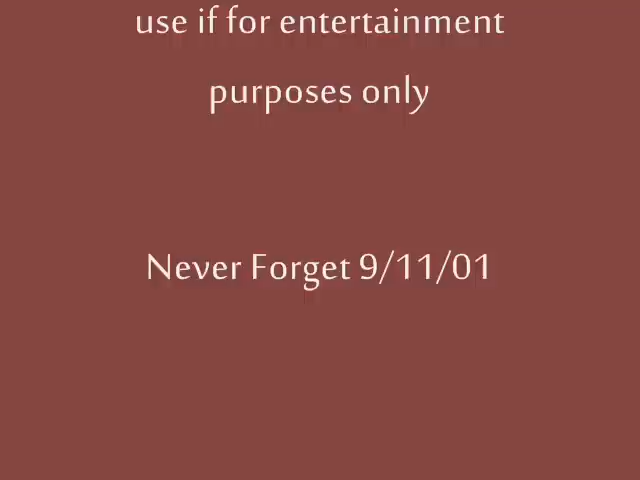 use if for entertainment
purposes only
Never Forget 9/11/01